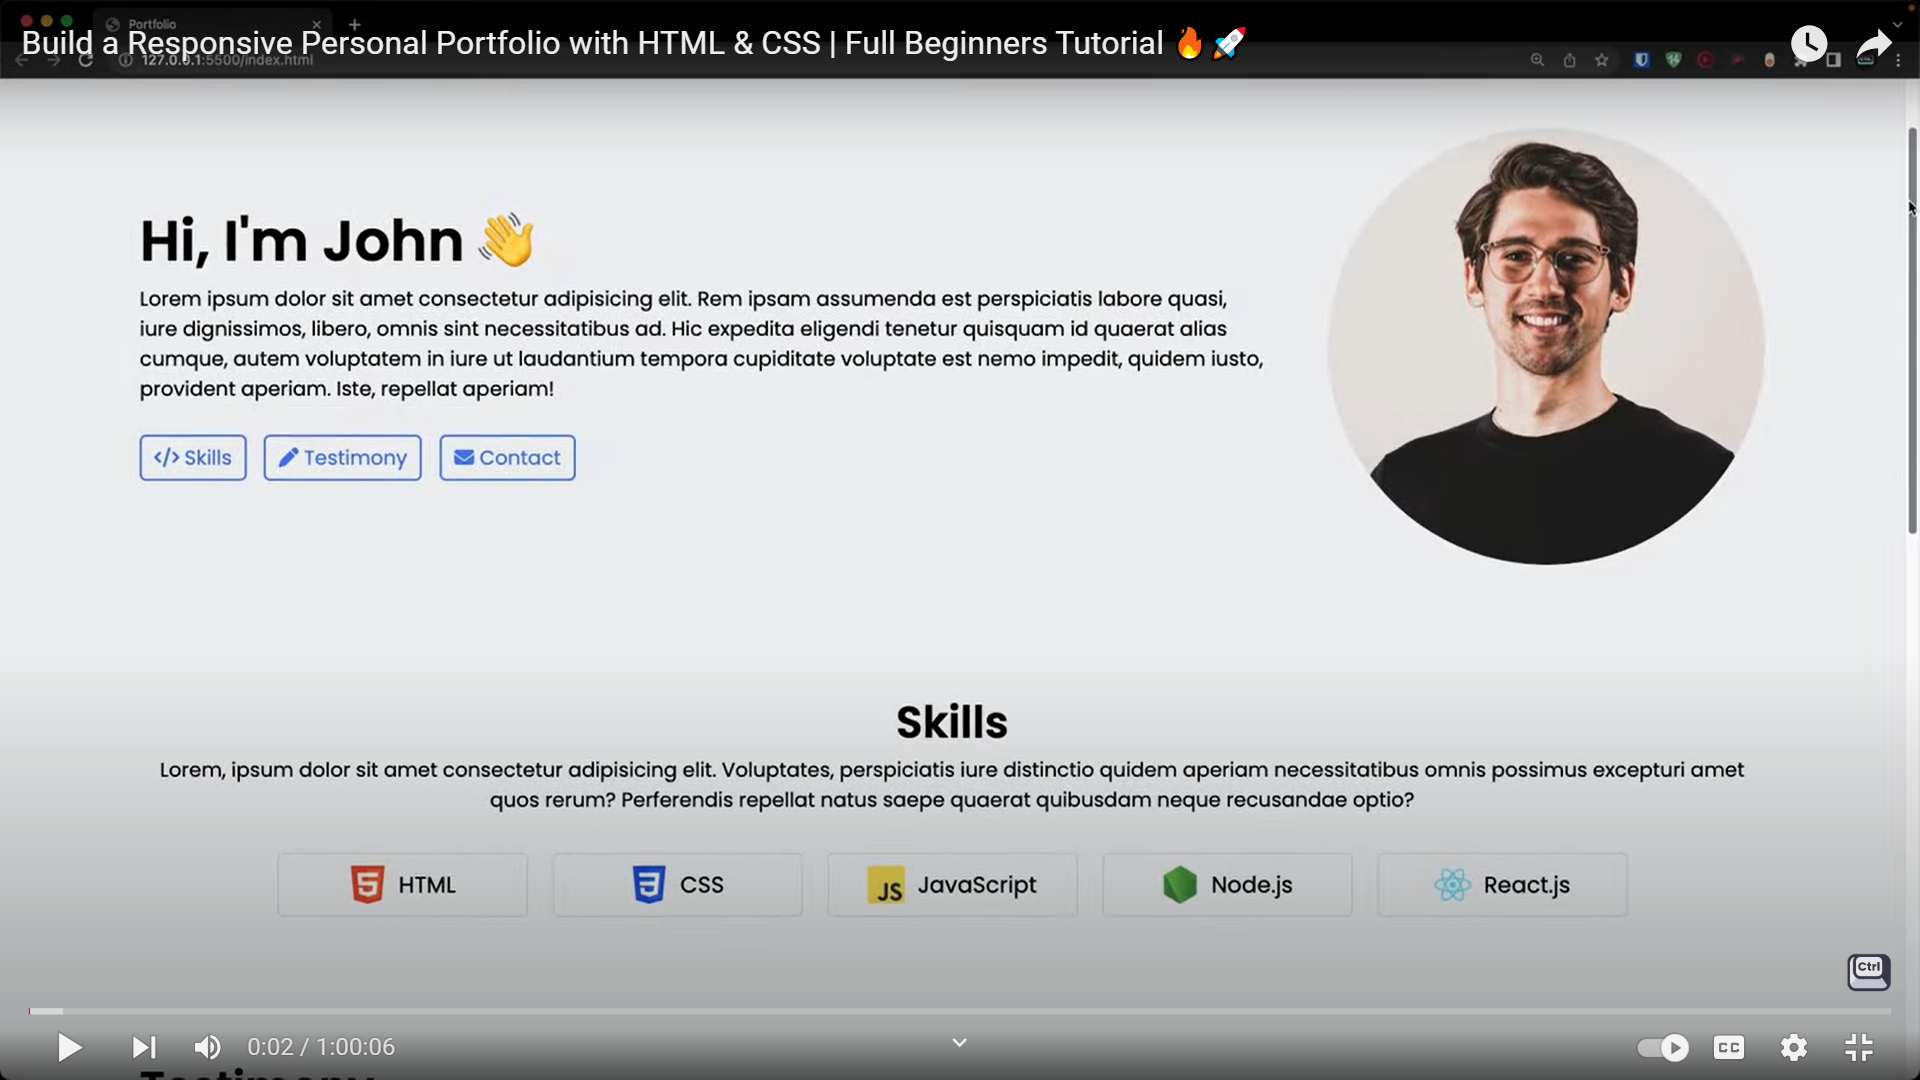 Portfolio
Build a Responsive Personal Portfolio with HTML & CSS | Full Beginners Tutorial 🔥🚀
127.0.0.1:5500/index.html
Hi, I'm John 👋
Lorem ipsum dolor sit amet consectetur adipisicing elit. Rem ipsam assumenda est perspiciatis labore quasi,
iure dignissimos, libero, omnis sint necessitatibus ad. Hic expedita eligendi tenetur quisquam id quaerat alias
cumque, autem voluptatem in iure ut laudantium tempora cupiditate voluptate est nemo impedit, quidem iusto,
provident aperiam. Iste, repellat aperiam!
</> Skills
Testimony
Contact
Skills
Lorem, ipsum dolor sit amet consectetur adipisicing elit. Voluptates, perspiciatis iure distinctio quidem aperiam necessitatibus omnis possimus excepturi amet
quos rerum? Perferendis repellat natus saepe quaerat quibusdam neque recusandae optio?
5 HTML
3 CSS
JS JavaScript
Node.js
React.js
Ctrl
0:02 / 1:00:06
CC
Testimony